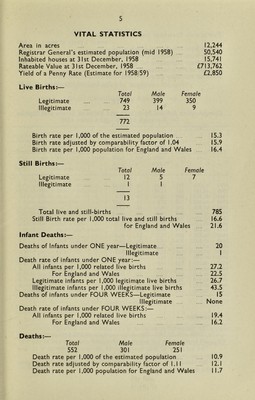 5
VITAL STATISTICS
Area in acres 12,244
Registrar General's estimated population (mid 1958) 50,540
Inhabited houses at 31st December, 1958 15,741
Rateable Value at 31st December, 1958 £713,762
Yield of a Penny Rate (Estimate for 1958/59) £2,850
Live Births:—
Total Male Female
Legitimate 749 399 350
Illegitimate 23 14 9
772
Birth rate per 1,000 of the estimated population 15.3
Birth rate adjusted by comparability factor of 1.04 15.9
Birth rate per 1,000 population for England and Wales 16.4
Still Births:—
Total Male Female
Legitimate 12 5 7
Illegitimate 1 1
13
Total live and still-births 785
Still Birth rate per 1,000 total live and still births 16.6
for England and Wales 21.6
Infant Deaths:—
Deaths of Infants under ONE year—Legitimate 20
Illegitimate 1
Death rate of infants under ONE year:—
All infants per 1,000 related live births 27.2
For England and Wales 22.5
Legitimate infants per 1,000 legitimate live births 26.7
Illegitimate infants per 1,000 illegitimate live births 43.5
Deaths of infants under FOUR WEEKS—Legitimate 15
Illegitimate None
Death rate of infants under FOUR WEEKS:—
All infants per 1,000 related live births 19.4
For England and Wales 16.2
Deaths:—
Total Male Female
552 301 251
Death rate per 1,000 of the estimated population 10.9
Death rate adjusted by comparability factor of 1.11 12.1
Death rate per 1,000 population for England and Wales 11.7